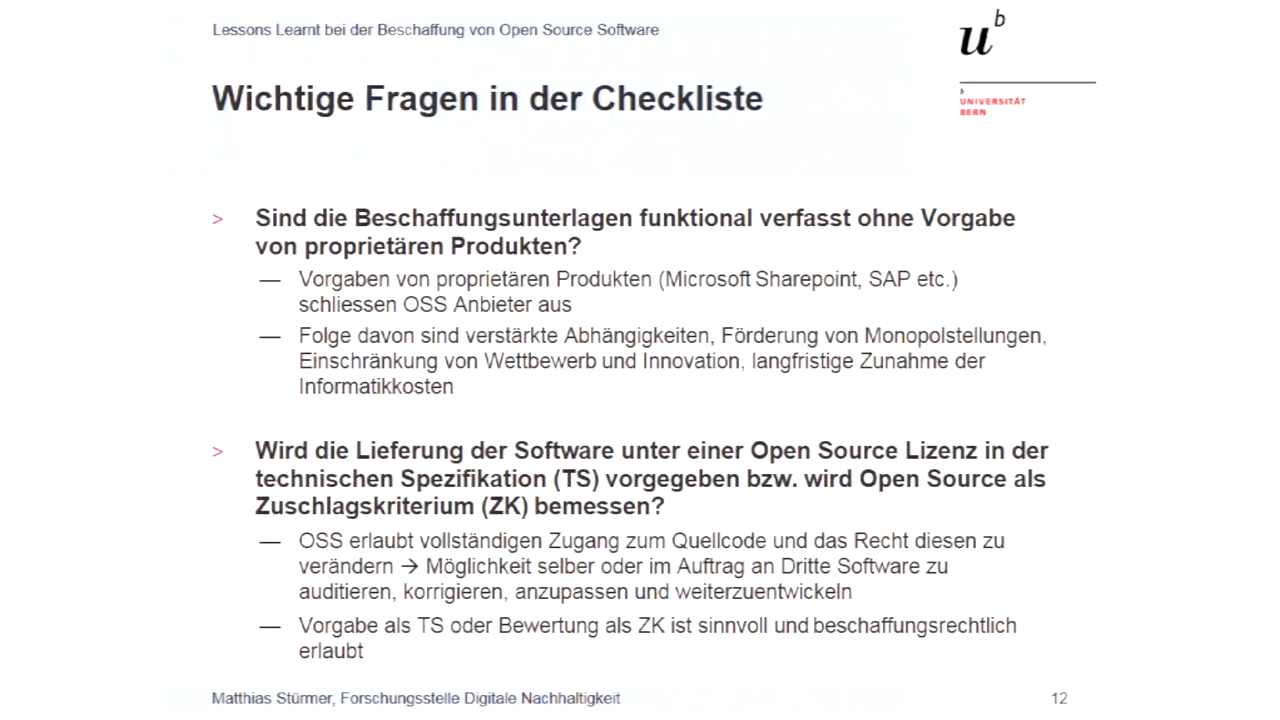 Lessons Learnt bei der Beschaffung von Open Source Software
u b
b
UNIVERSITÄT
BERN
Wichtige Fragen in der Checkliste
> Sind die Beschaffungsunterlagen funktional verfasst ohne Vorgabe
von proprietären Produkten?
— Vorgaben von proprietären Produkten (Microsoft Sharepoint, SAP etc.)
schliessen OSS Anbieter aus
— Folge davon sind verstärkte Abhängigkeiten, Förderung von Monopolstellungen,
Einschränkung von Wettbewerb und Innovation, langfristige Zunahme der
Informatikkosten
> Wird die Lieferung der Software unter einer Open Source Lizenz in der
technischen Spezifikation (TS) vorgegeben bzw. wird Open Source als
Zuschlagskriterium (ZK) bemessen?
— OSS erlaubt vollständigen Zugang zum Quellcode und das Recht diesen zu
verändern → Möglichkeit selber oder im Auftrag an Dritte Software zu
auditieren, korrigieren, anzupassen und weiterzuentwickeln
— Vorgabe als TS oder Bewertung als ZK ist sinnvoll und beschaffungsrechtlich
erlaubt
Matthias Stürmer, Forschungsstelle Digitale Nachhaltigkeit
12